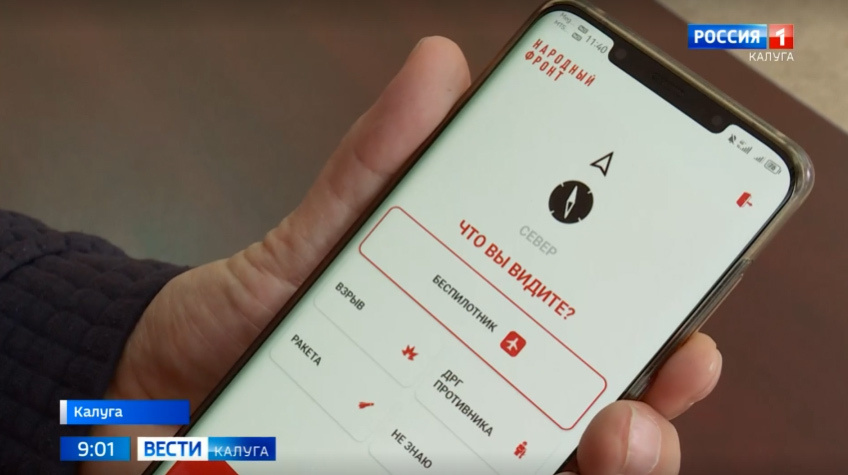 РОССИЯ 1
КАЛУГА
11:40
НАРОДНЫЙ
ФРОНТ
СЕВЕР
ЧТО ВЫ ВИДИТЕ?
БЕСПИЛОТНИК
ВЗРЫВ
РАКЕТА
ДРГ
ПРОТИВНИКА
НЕ ЗНАЮ
Калуга
9:01 ВЕСТИ КАЛУГА